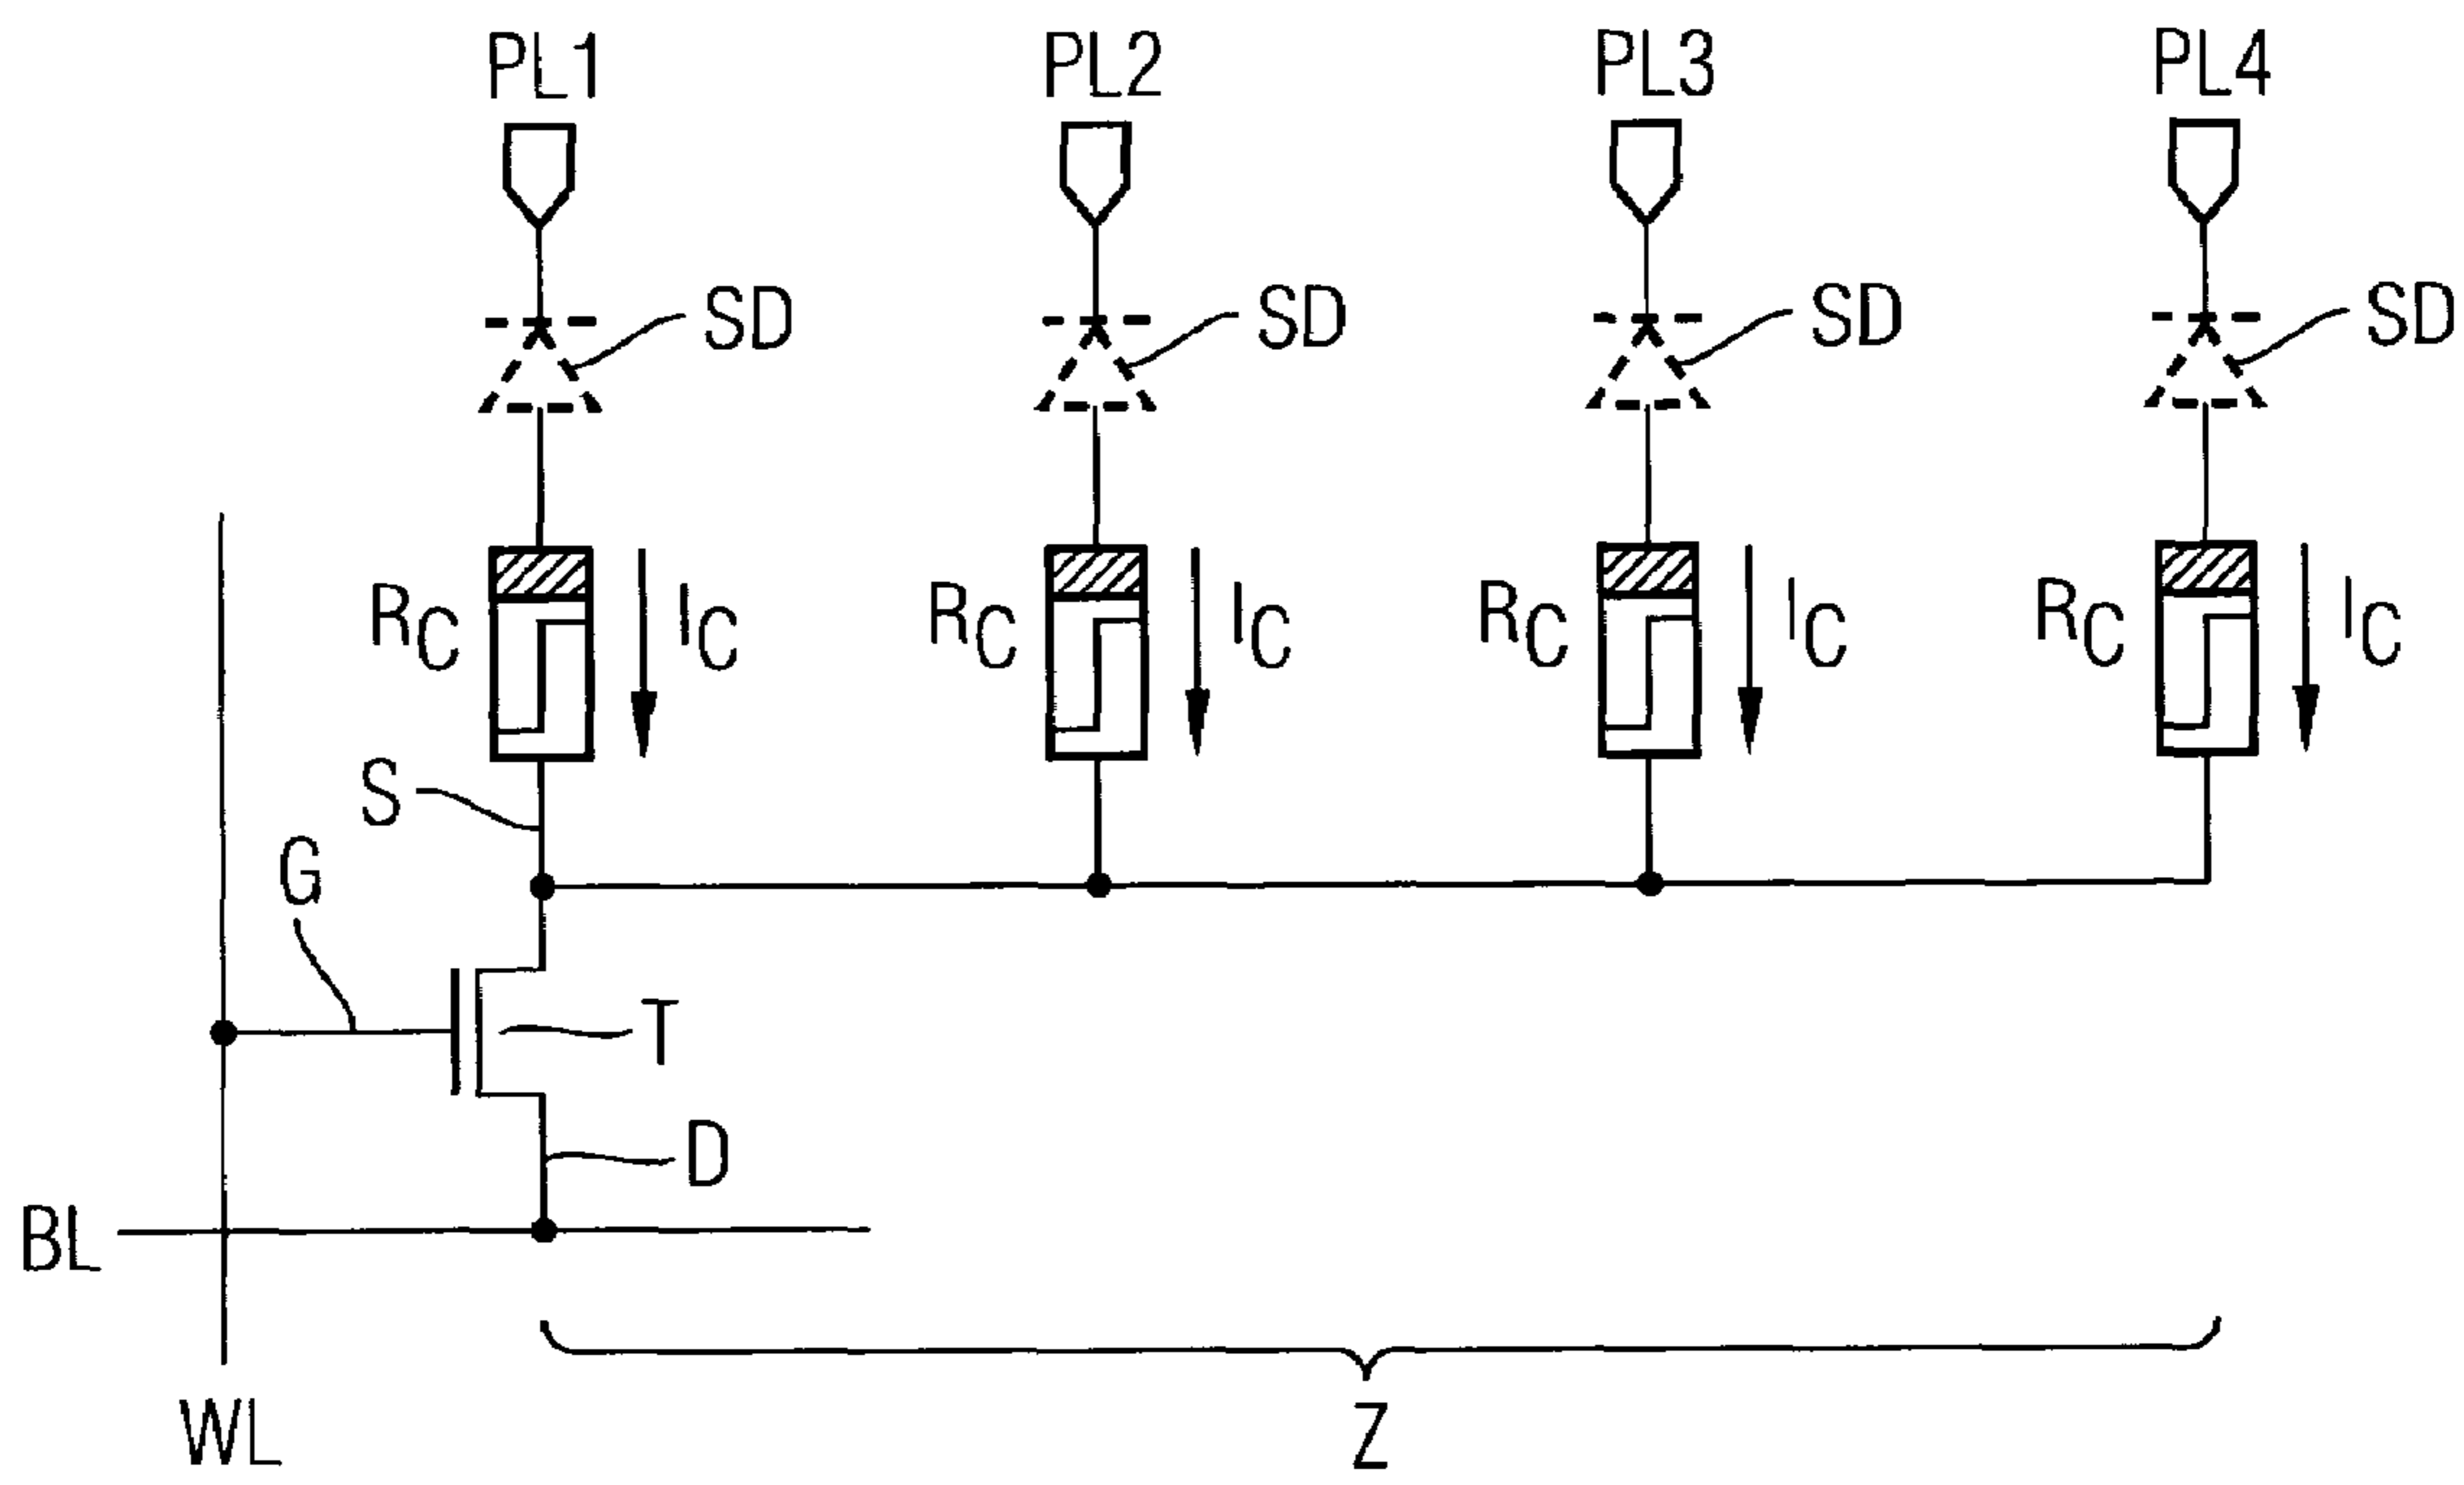 PL1 PL2 PL3 PL4
SD SD SD SD
RC IC RC IC RC IC RC IC
S
G
T
D
BL
WL
Z